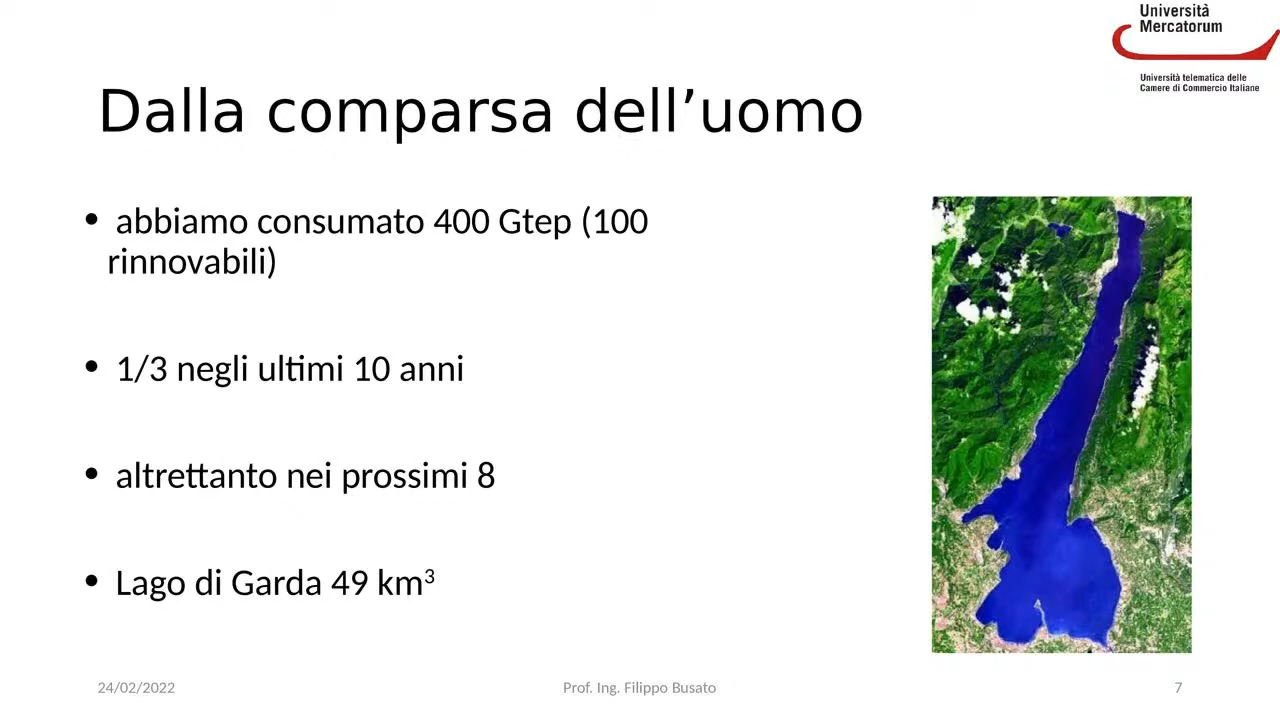 Università
Mercatorum
Università telematica delle
Camere di Commercio Italiane
Dalla comparsa dell’uomo
• abbiamo consumato 400 Gtep (100
rinnovabili)
• 1/3 negli ultimi 10 anni
• altrettanto nei prossimi 8
• Lago di Garda 49 km³
24/02/2022
Prof. Ing. Filippo Busato
7